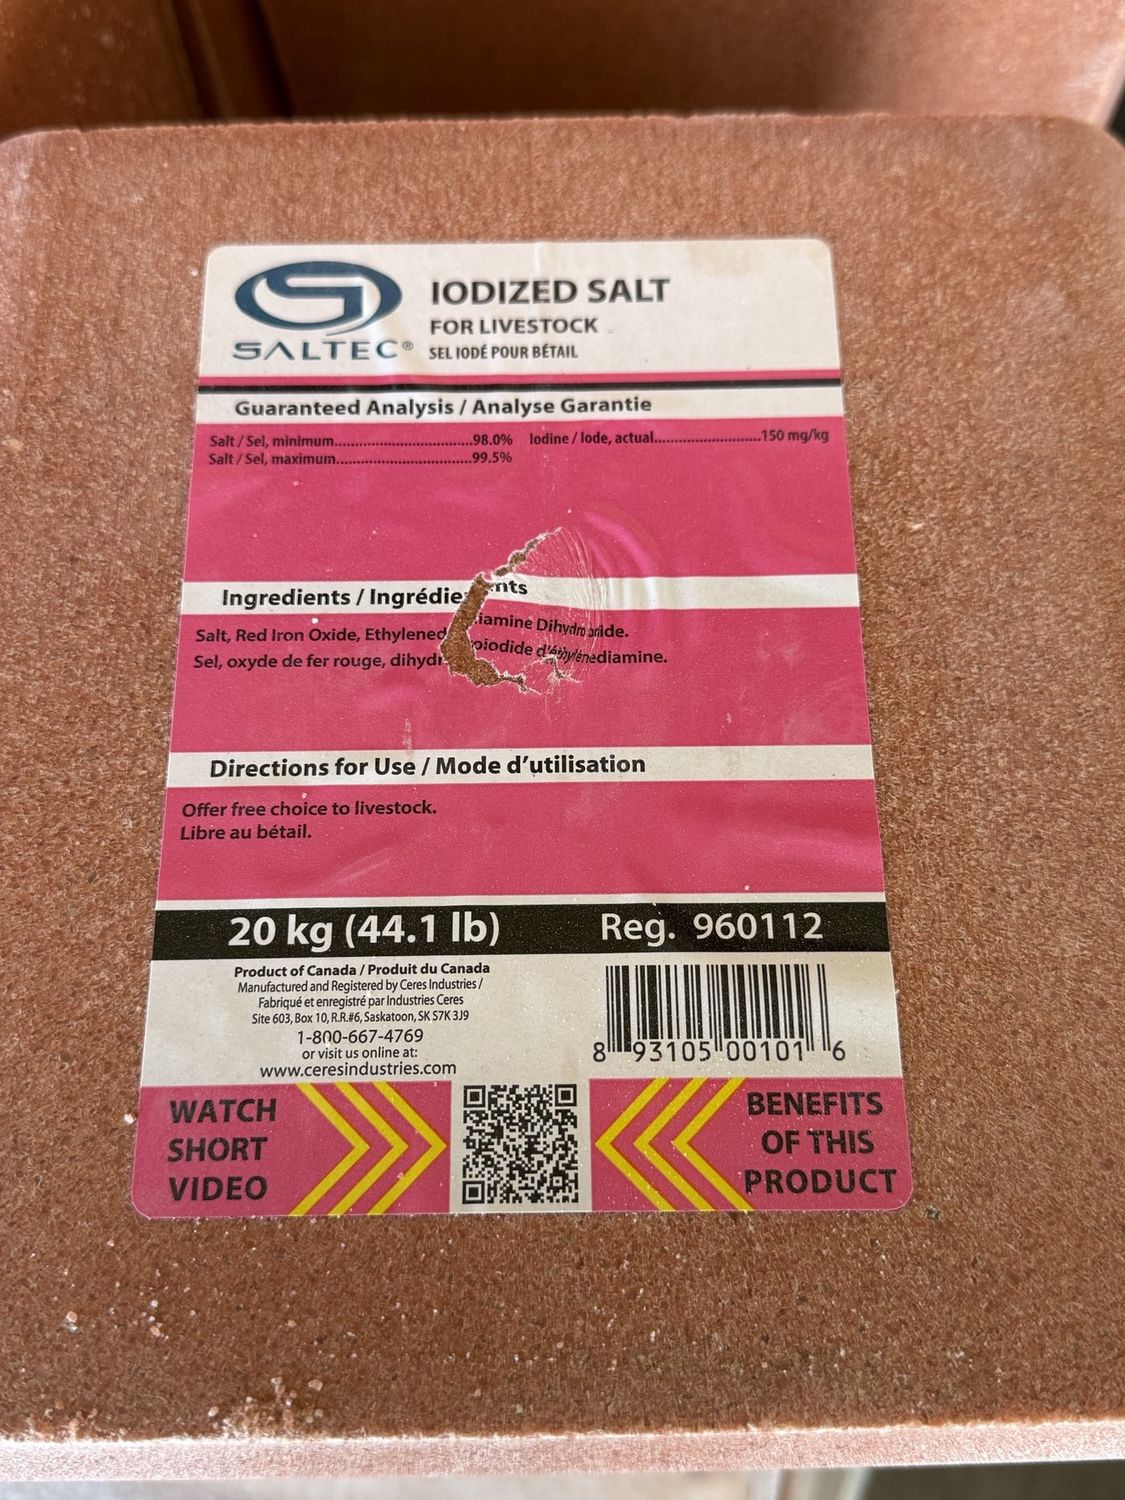 SALTEC®
IODIZED SALT
FOR LIVESTOCK
SEL IODÉ POUR BÉTAIL
Guaranteed Analysis / Analyse Garantie
Salt / Sel, minimum..............................98.0%
Salt / Sel, maximum..............................99.5%
Iodine / Iode, actual.......................150 mg/kg
Ingredients / Ingrédie nts
Salt, Red Iron Oxide, Ethylened iamine
Sel, oxyde de fer rouge, dihydr oiodide d'éthylènediamine.
Directions for Use / Mode d'utilisation
Offer free choice to livestock.
Libre au bétail.
20 kg (44.1 lb)
Reg. 960112
Product of Canada / Produit du Canada
Manufactured and Registered by Ceres Industries /
Fabriqué et enregistré par Industries Ceres
Site 603, Box 10, R.R.#6, Saskatoon, SK S7K 3J9
1-800-667-4769
or visit us online at:
www.ceresindustries.com
8 93105 00101 6
WATCH
SHORT
VIDEO
BENEFITS
OF THIS
PRODUCT